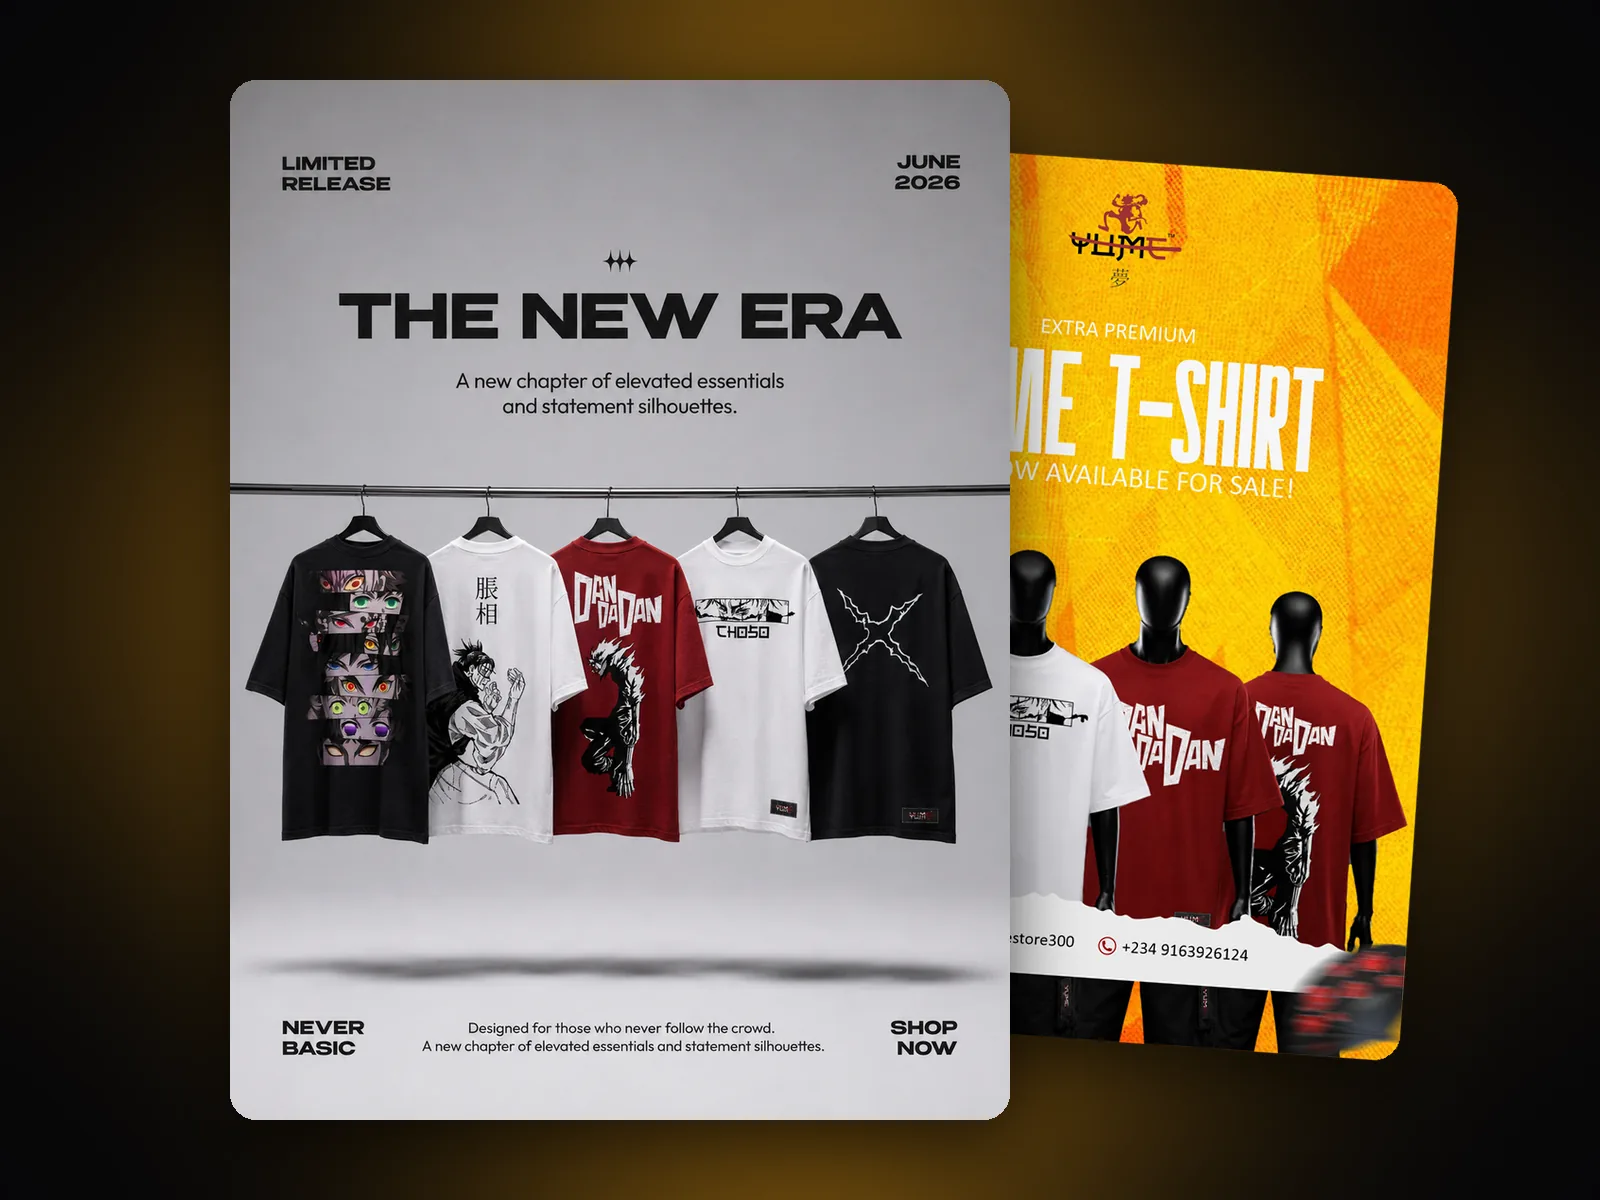 LIMITED
RELEASE
JUNE
2026
THE NEW ERA
A new chapter of elevated essentials
and statement silhouettes.
脹
相
DAN
DA
DAN
CHOSO
YUME
NEVER
BASIC
Designed for those who never follow the crowd.
A new chapter of elevated essentials and statement silhouettes.
SHOP
NOW
YUME™
夢
EXTRA PREMIUM
T-SHIRT
AVAILABLE FOR SALE!
DAN
DA
DAN
DAN
DA
DAN
+234 9163926124